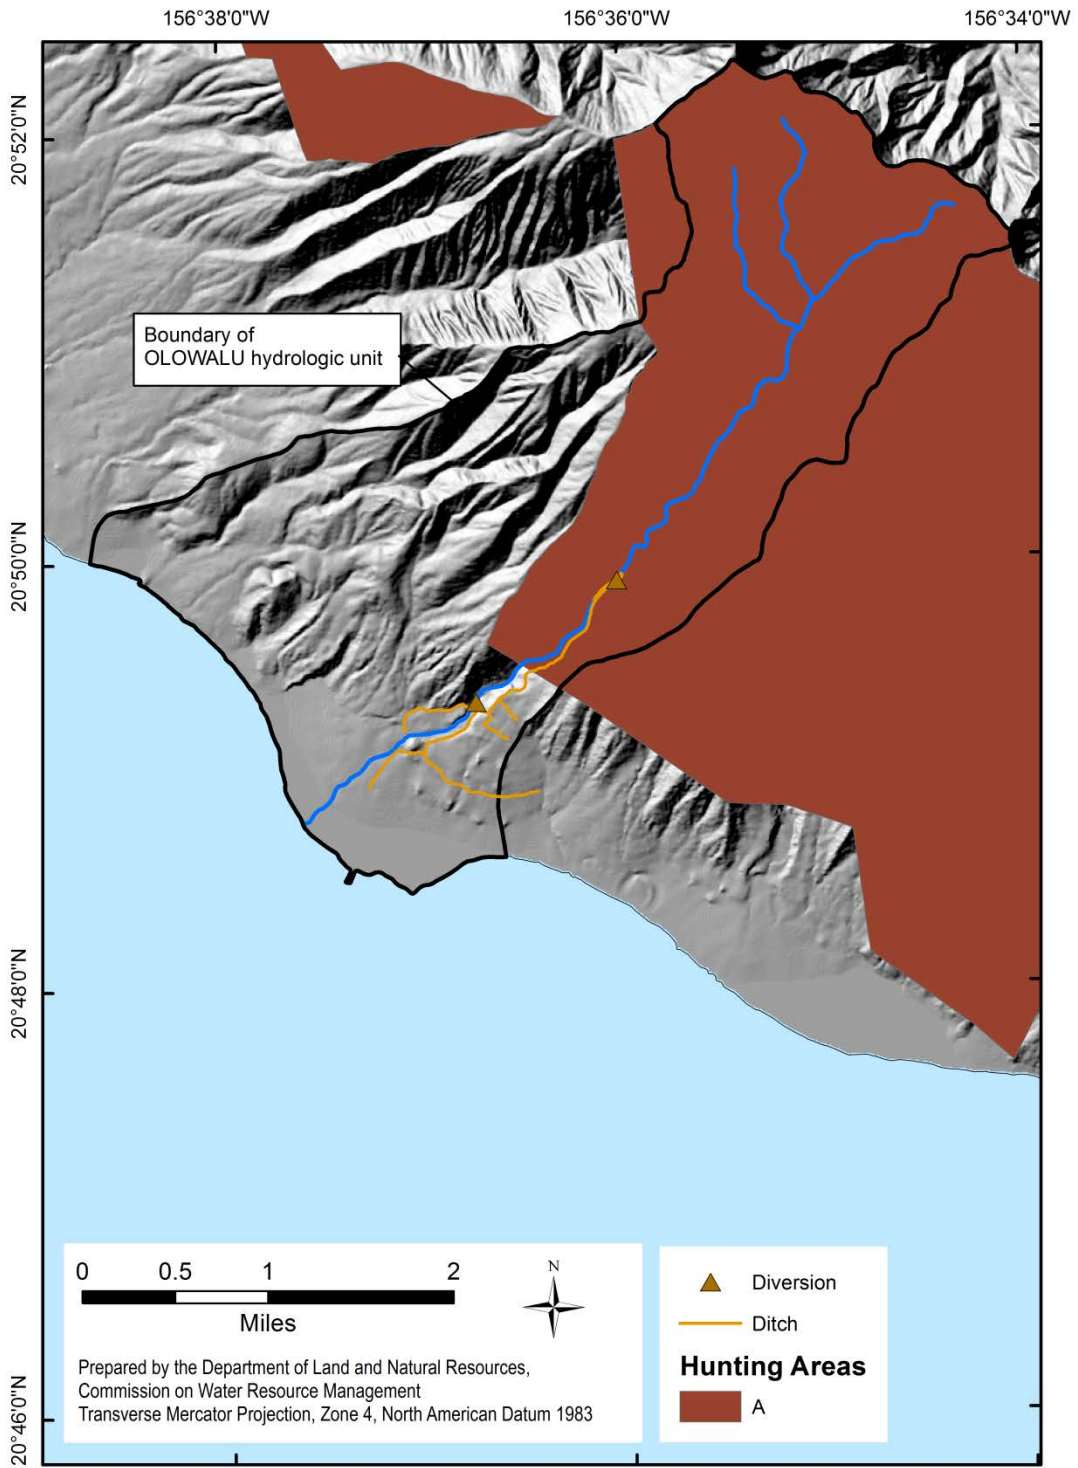 156°38'0"W
156°36'0"W
156°34'0"W
20°52'0"N
20°50'0"N
20°48'0"N
20°46'0"N
Boundary of
OLOWALU hydrologic unit
0 0.5 1 2
Miles
N
Prepared by the Department of Land and Natural Resources,
Commission on Water Resource Management
Transverse Mercator Projection, Zone 4, North American Datum 1983
Diversion
Ditch
Hunting Areas
A